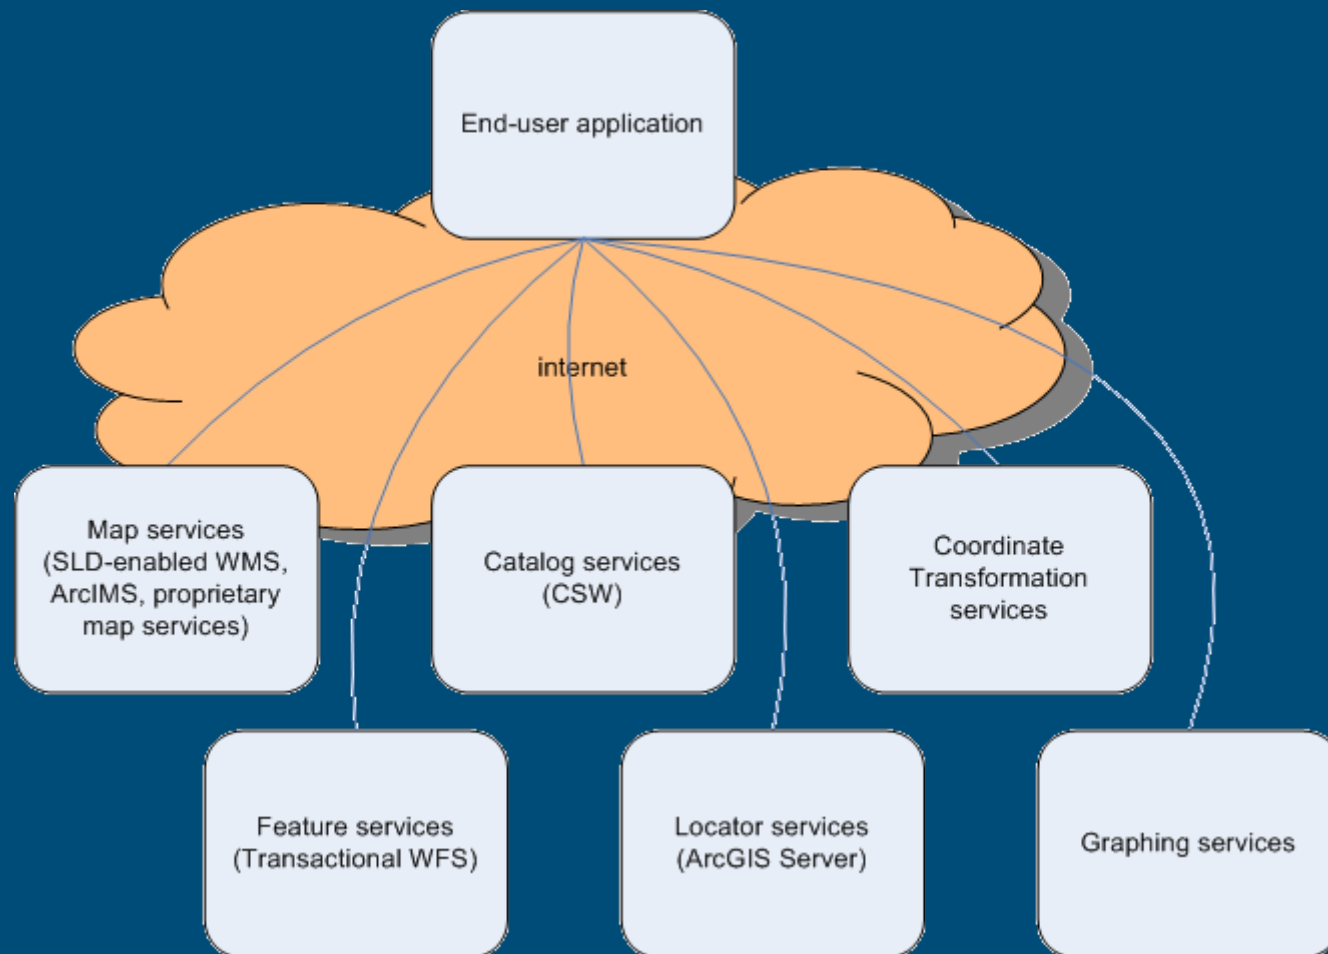 End-user application
internet
Map services
(SLD-enabled WMS,
ArcIMS, proprietary
map services)
Catalog services
(CSW)
Coordinate
Transformation
services
Feature services
(Transactional WFS)
Locator services
(ArcGIS Server)
Graphing services